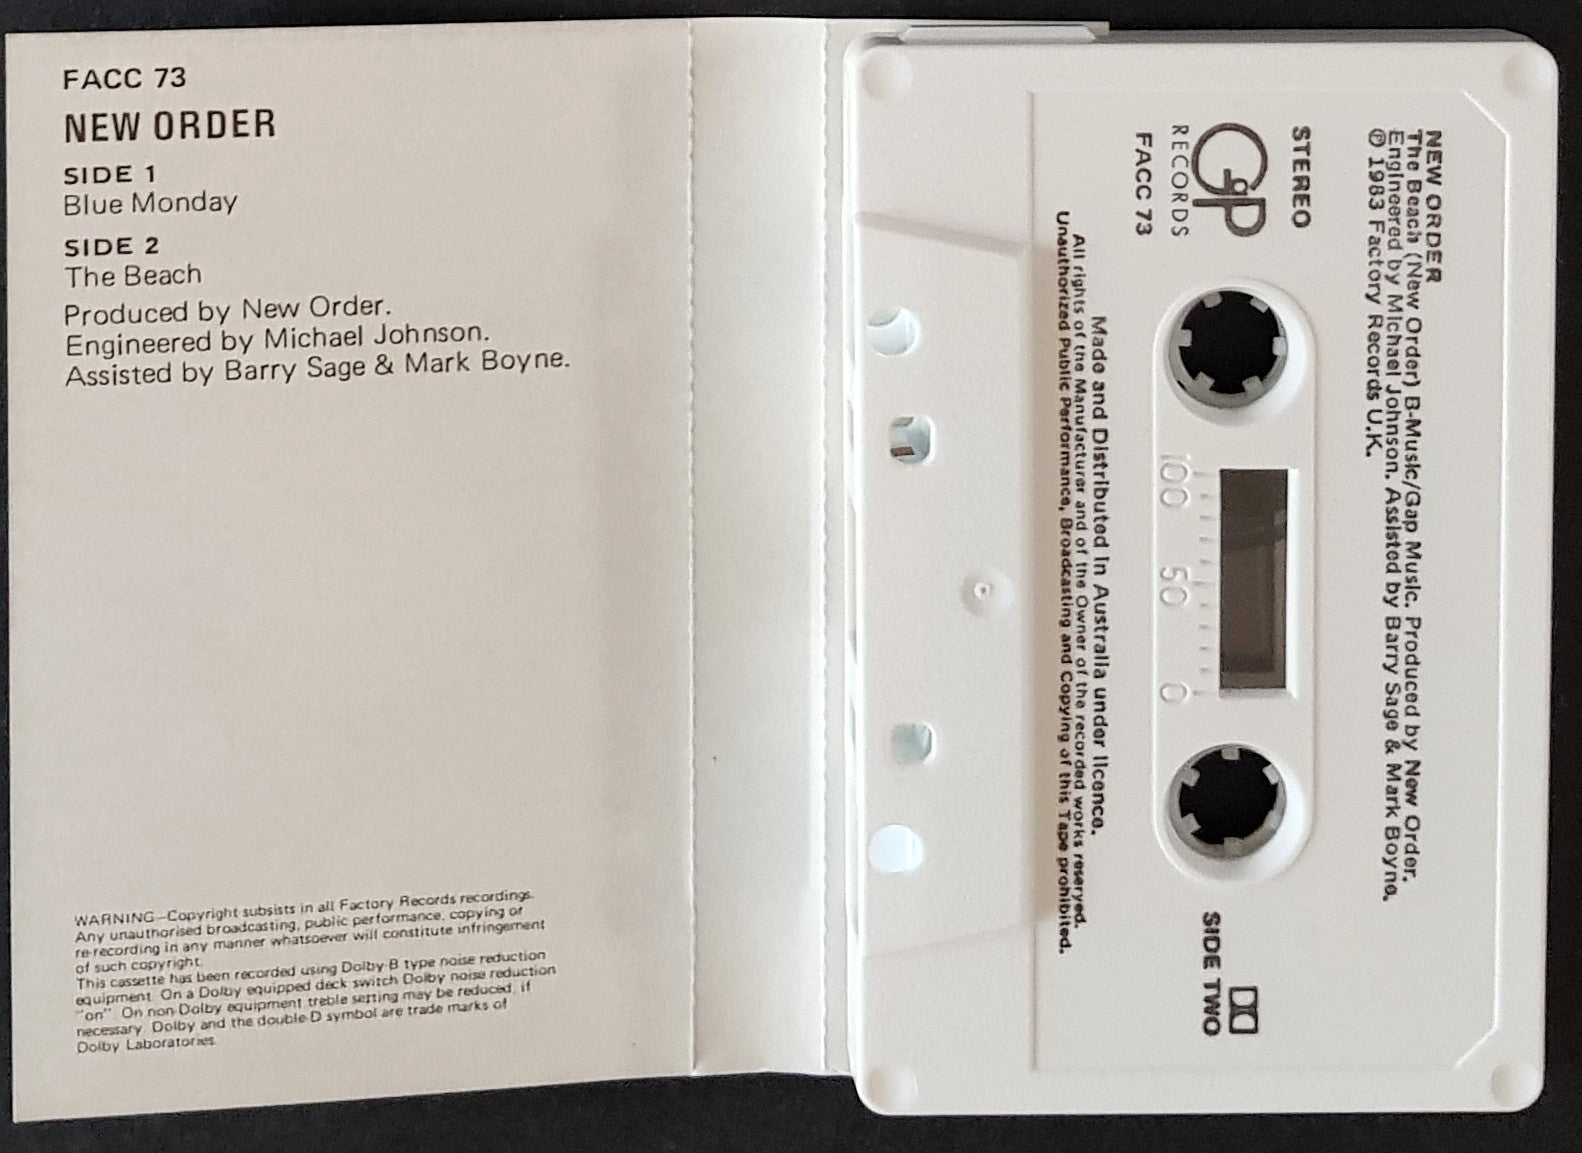 FACC 73
NEW ORDER
SIDE 1
Blue Monday
SIDE 2
The Beach
Produced by New Order.
Engineered by Michael Johnson.
Assisted by Barry Sage & Mark Boyne.
WARNING—Copyright subsists in all Factory Records recordings.
Any unauthorised broadcasting, public performance, copying or
re-recording in any manner whatsoever will constitute infringement
of such copyright.
This cassette has been recorded using Dolby-B type noise reduction
equipment. On a Dolby equipped deck switch Dolby noise reduction
"on". On non-Dolby equipment treble setting may be reduced, if
necessary. Dolby and the double-D symbol are trade marks of
Dolby Laboratories.
NEW ORDER
The Beach (New Order) B-Music/Gap Music. Produced by New Order.
Engineered by Michael Johnson. Assisted by Barry Sage & Mark Boyne.
℗ 1983 Factory Records U.K.
STEREO
GAP
RECORDS
FACC 73
100 50 0
SIDE TWO
Made and Distributed in Australia under licence.
All rights of the Manufacturer and of the Owner of the recorded works reserved.
Unauthorized Public Performance, Broadcasting and Copying of this Tape prohibited.